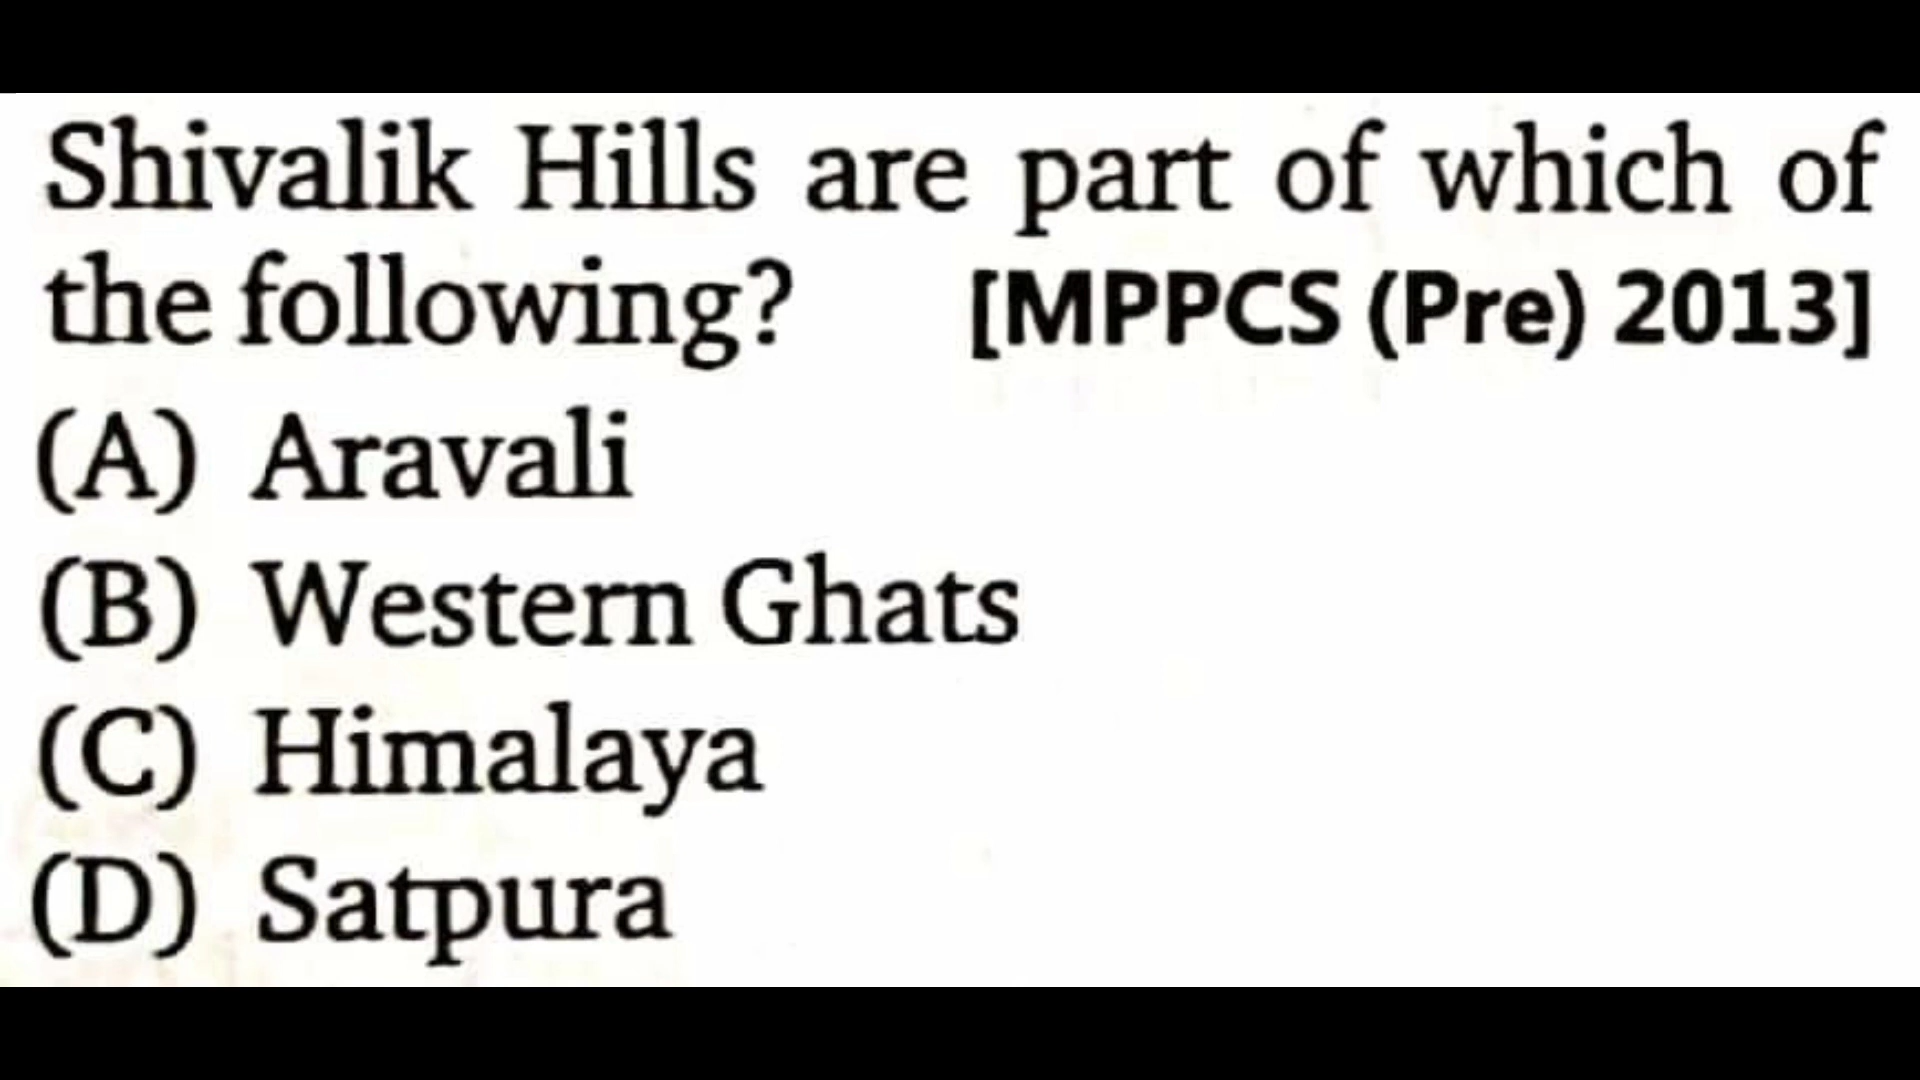 Shivalik Hills are part of which of
the following? [MPPCS (Pre) 2013]
(A) Aravali
(B) Western Ghats
(C) Himalaya
(D) Satpura